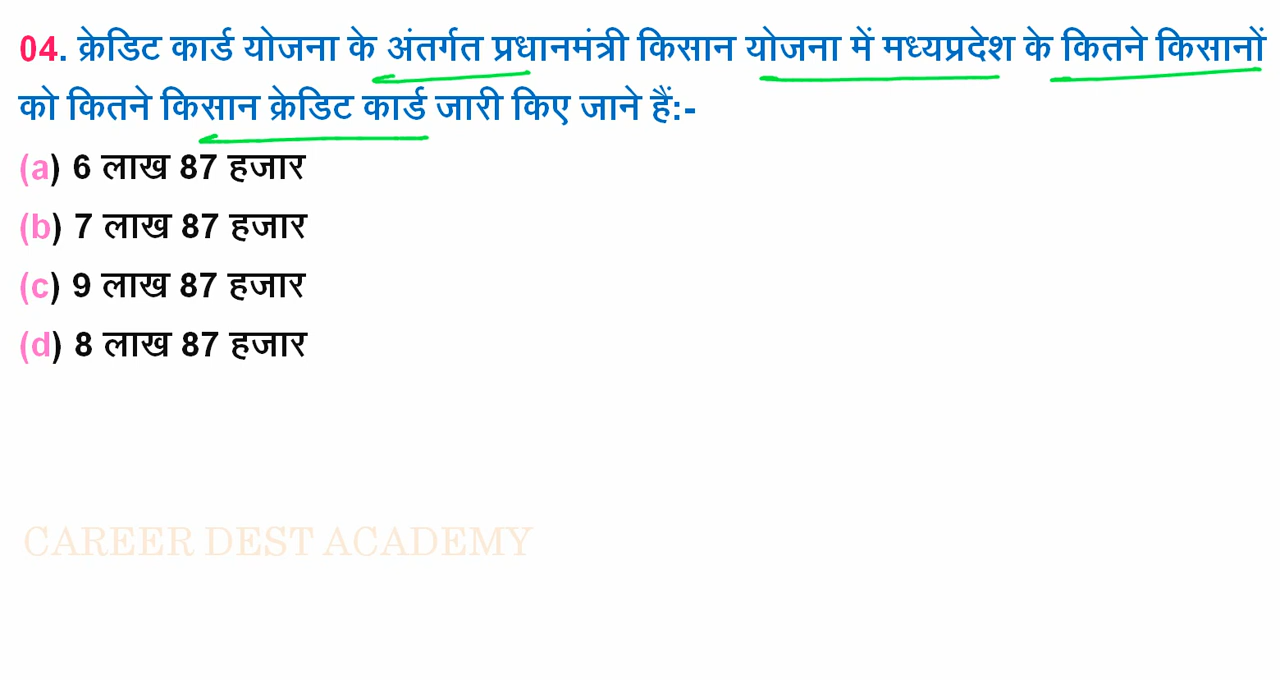 04. क्रेडिट कार्ड योजना के अंतर्गत प्रधानमंत्री किसान योजना में मध्यप्रदेश के कितने किसानों
को कितने किसान क्रेडिट कार्ड जारी किए जाने हैं:-
(a) 6 लाख 87 हजार
(b) 7 लाख 87 हजार
(c) 9 लाख 87 हजार
(d) 8 लाख 87 हजार
CAREER DEST ACADEMY